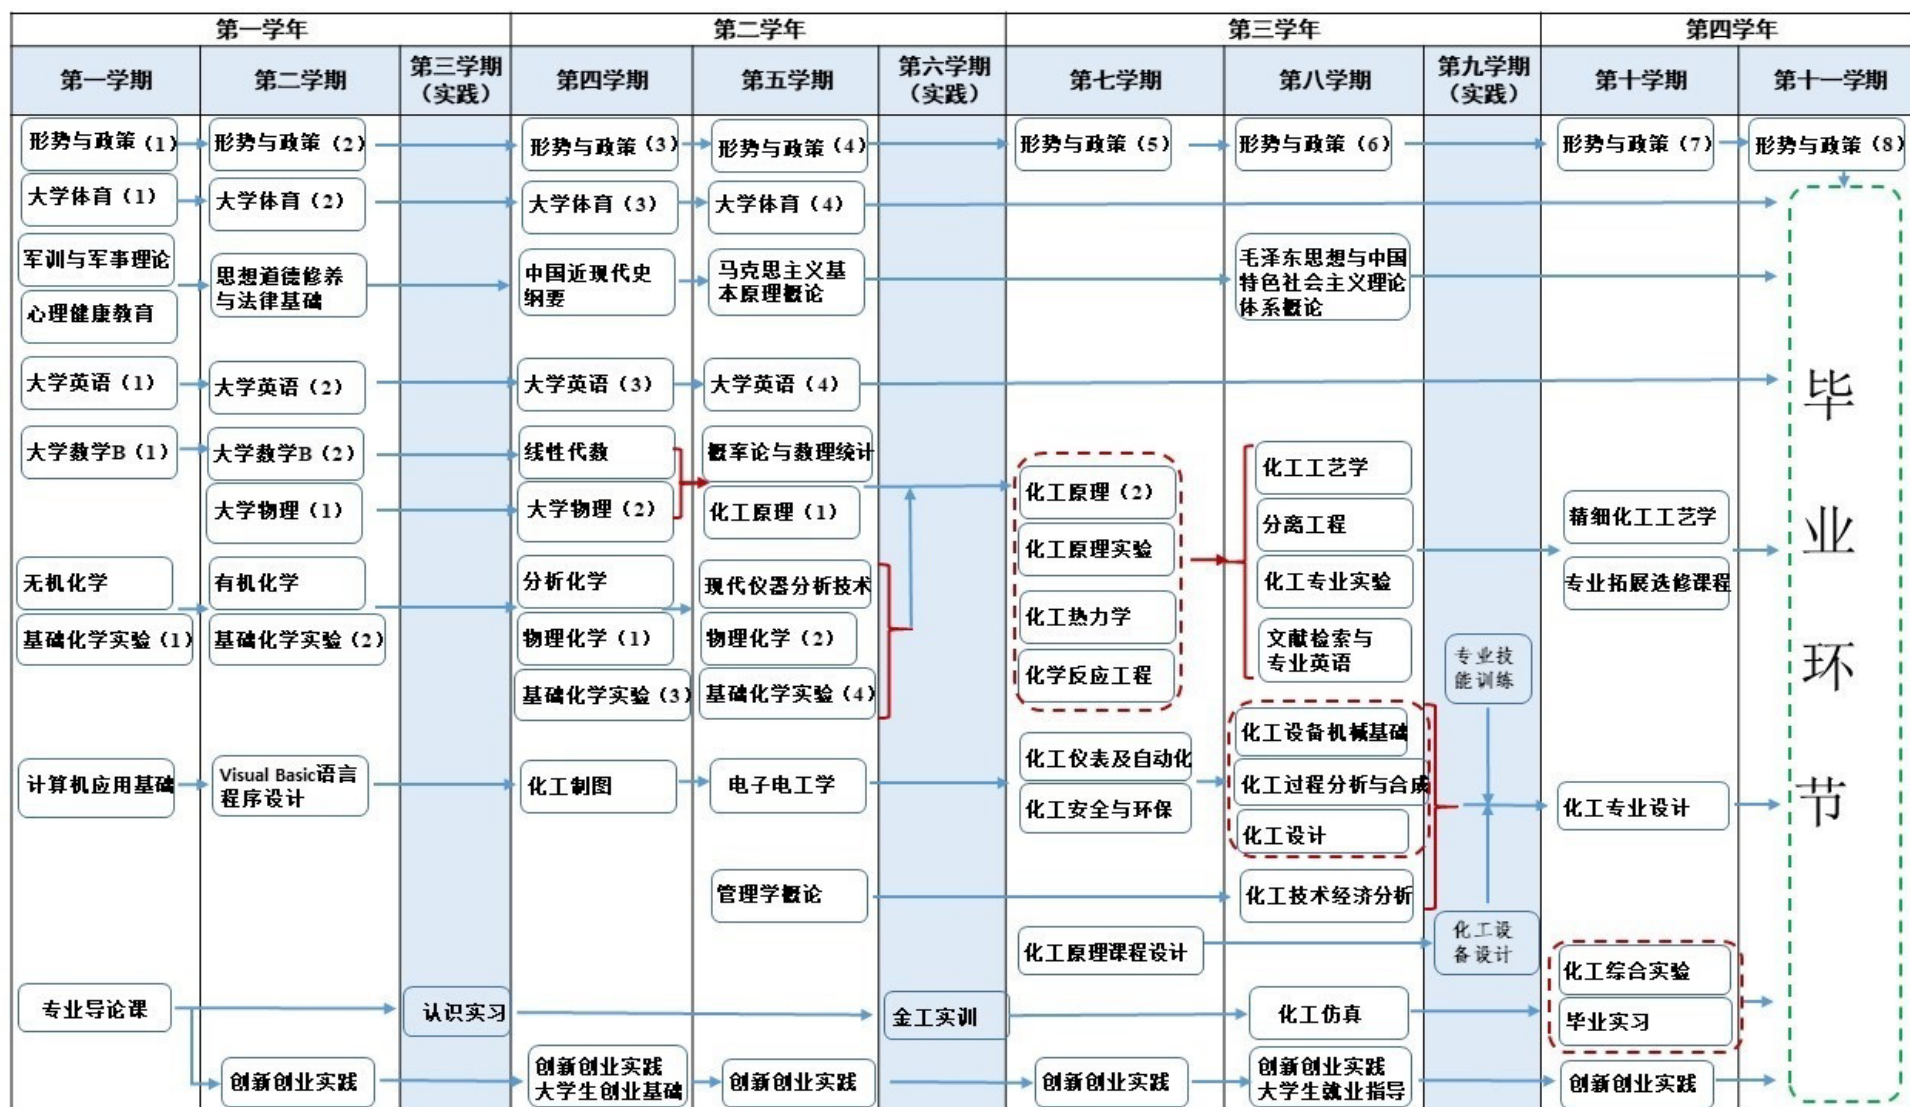 第一学年
第二学年
第三学年
第四学年
第一学期
第二学期
第三学期
（实践）
第四学期
第五学期
第六学期
（实践）
第七学期
第八学期
第九学期
（实践）
第十学期
第十一学期
形势与政策（1）
形势与政策（2）
形势与政策（3）
形势与政策（4）
形势与政策（5）
形势与政策（6）
形势与政策（7）
形势与政策（8）
大学体育（1）
大学体育（2）
大学体育（3）
大学体育（4）
军训与军事理论
心理健康教育
思想道德修养
与法律基础
中国近现代史
纲要
马克思主义基
本原理概论
毛泽东思想与中国
特色社会主义理论
体系概论
大学英语（1）
大学英语（2）
大学英语（3）
大学英语（4）
大学数学B（1）
大学数学B（2）
线性代数
概率论与数理统计
大学物理（1）
大学物理（2）
化工原理（1）
化工原理（2）
化工原理实验
化工热力学
化学反应工程
化工工艺学
分离工程
化工专业实验
文献检索与
专业英语
精细化工工艺学
专业拓展选修课程
无机化学
有机化学
分析化学
现代仪器分析技术
基础化学实验（1）
基础化学实验（2）
物理化学（1）
物理化学（2）
基础化学实验（3）
基础化学实验（4）
专业技
能训练
计算机应用基础
Visual Basic语言
程序设计
化工制图
电子电工学
化工仪表及自动化
化工安全与环保
化工设备机械基础
化工过程分析与合成
化工设计
化工专业设计
管理学概论
化工技术经济分析
化工原理课程设计
化工设
备设计
专业导论课
认识实习
金工实训
化工仿真
化工综合实验
毕业实习
创新创业实践
创新创业实践
大学生创业基础
创新创业实践
创新创业实践
创新创业实践
大学生就业指导
创新创业实践
毕
业
环
节